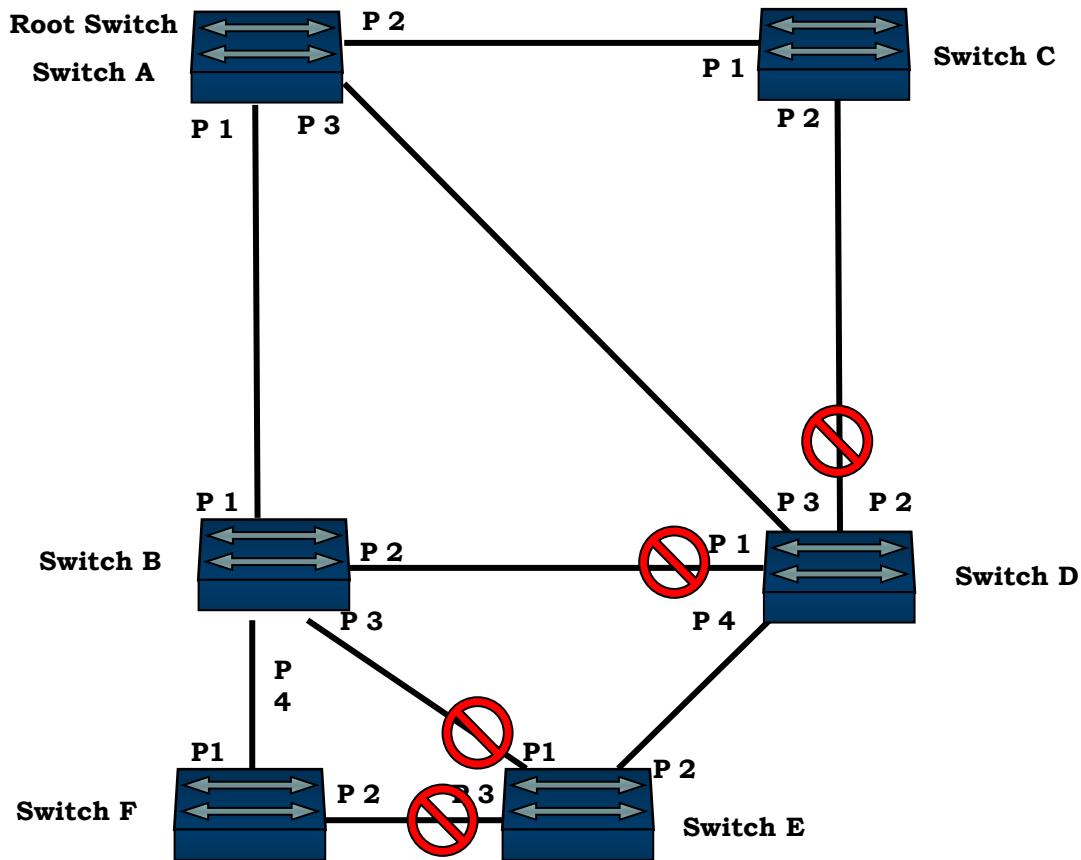 Root Switch
P 2
Switch A
P 1
Switch C
P 1
P 3
P 2
P 1
P 3
P 2
Switch B
P 2
P 1
Switch D
P 3
P 4
P
4
P1
P1
P 2
Switch F
P 2
P 3
Switch E